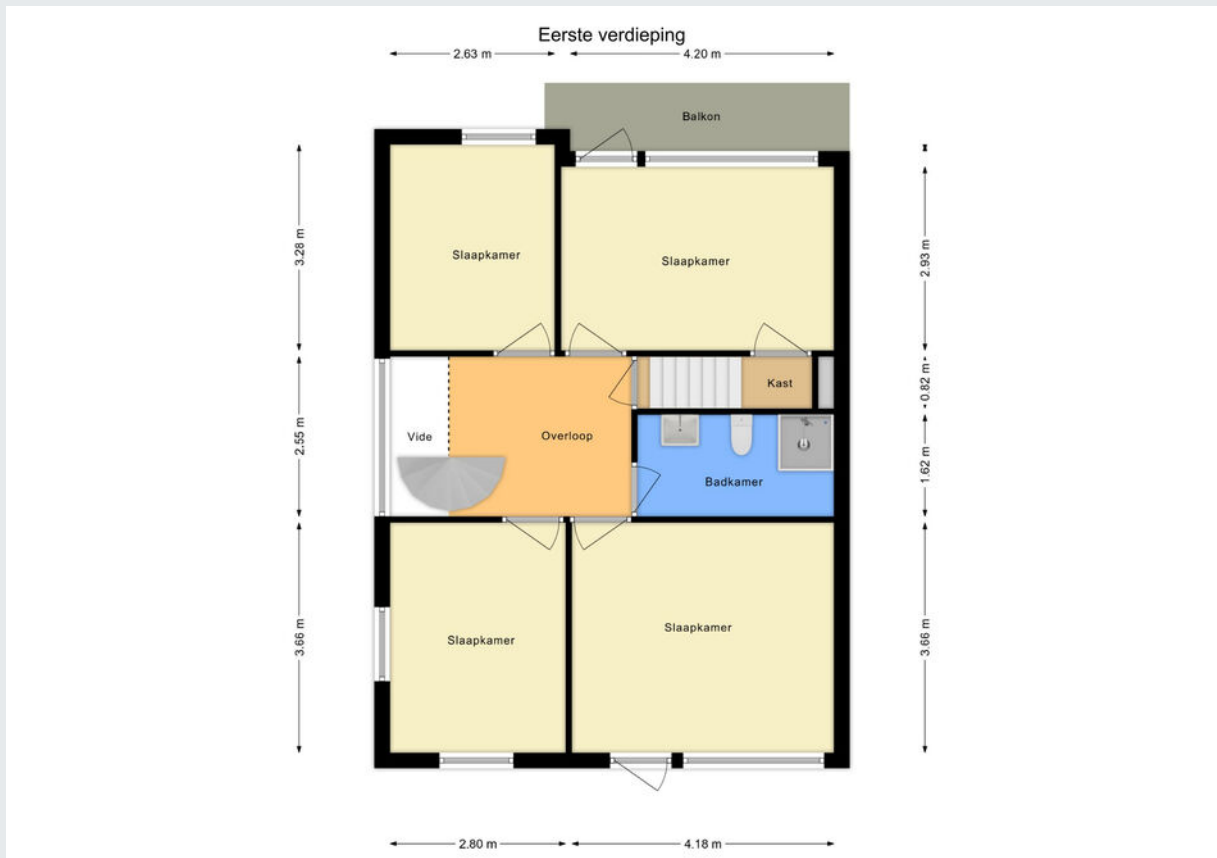 Eerste verdieping
2.63 m
4.20 m
Balkon
3.28 m
2.93 m
Slaapkamer
Slaapkamer
0.82 m
Kast
2.55 m
Vide
Overloop
1.62 m
Badkamer
3.66 m
3.66 m
Slaapkamer
Slaapkamer
2.80 m
4.18 m